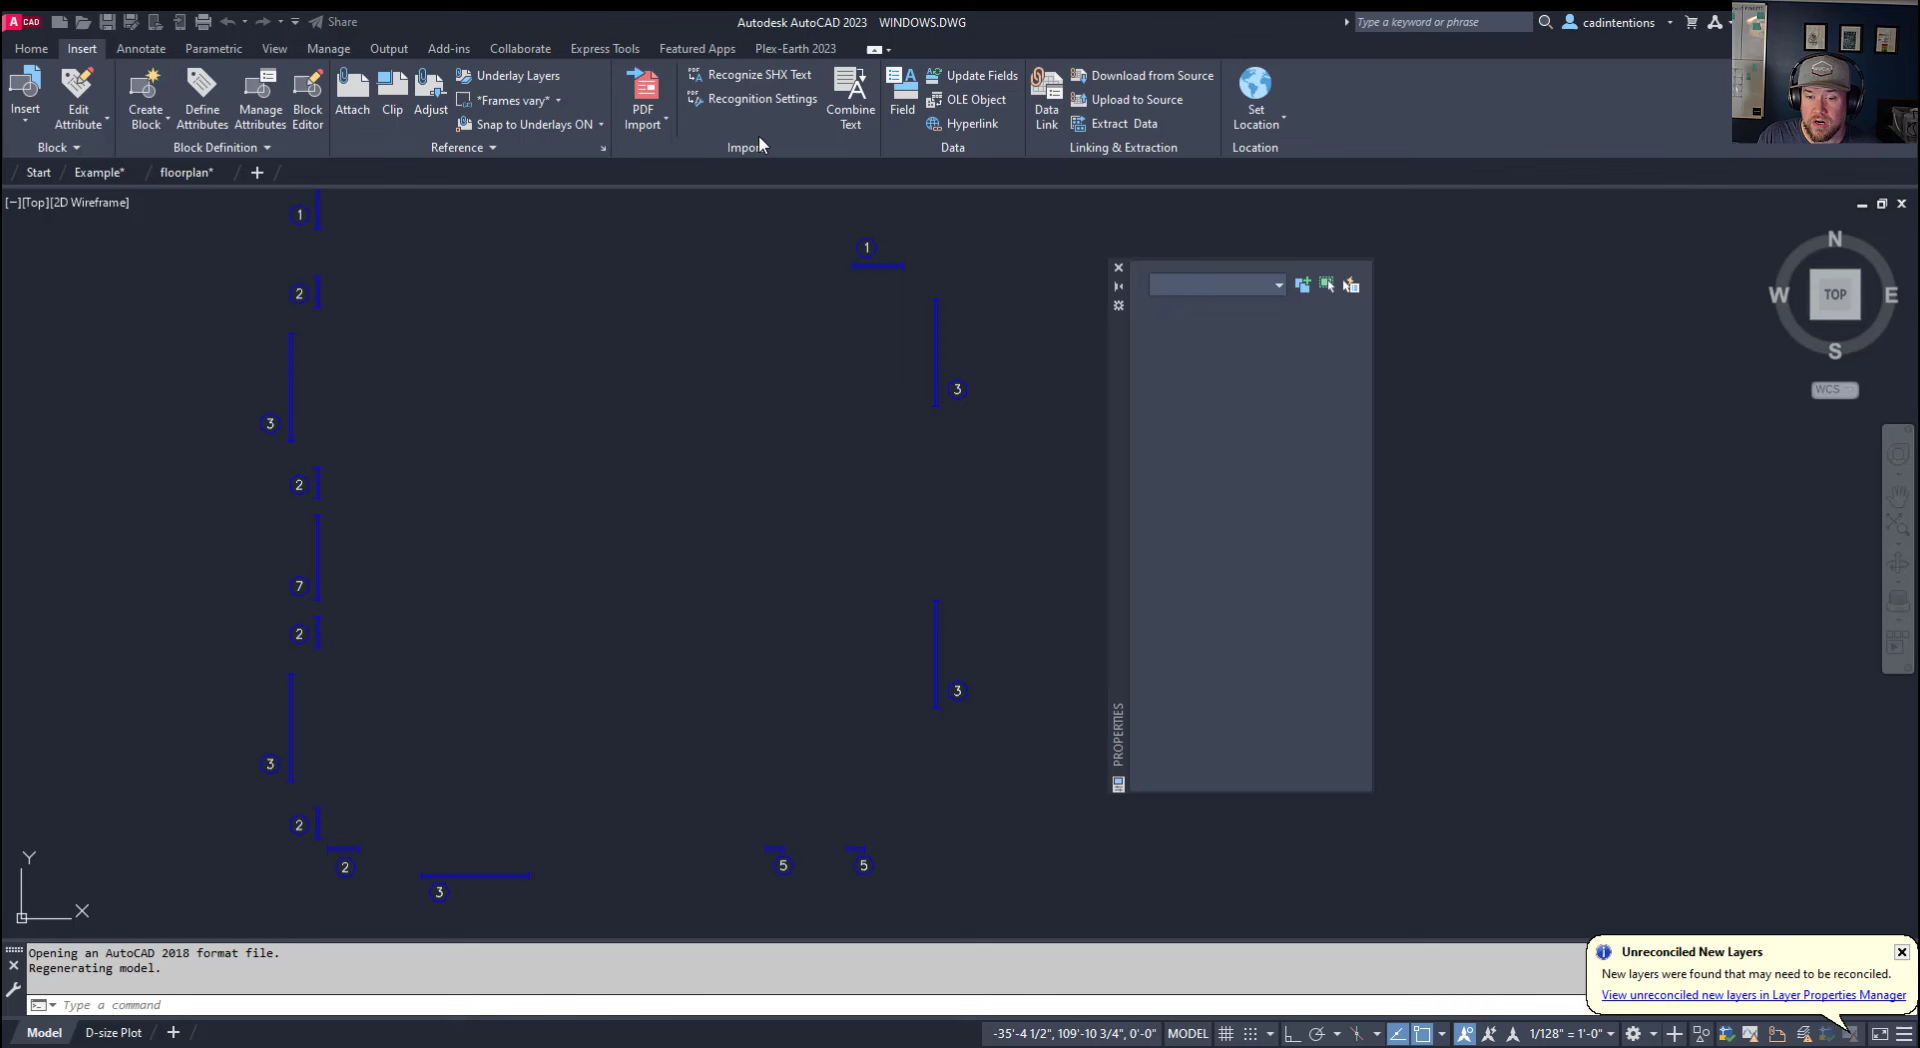 A CAD
Share
Autodesk AutoCAD 2023 WINDOWS.DWG
Type a keyword or phrase
cadintentions
Home Insert Annotate Parametric View Manage Output Add-ins Collaborate Express Tools Featured Apps Plex-Earth 2023
Insert
Edit
Attribute
Block
Create
Block
Define
Attributes
Manage
Attributes
Block
Editor
Block Definition
Attach
Clip
Adjust
Underlay Layers
*Frames vary*
Snap to Underlays ON
Reference
PDF
Import
Recognize SHX Text
Recognition Settings
Combine
Text
Import
Field
Update Fields
OLE Object
Hyperlink
Data
Data
Link
Download from Source
Upload to Source
Extract Data
Linking & Extraction
Set
Location
Location
Start Example* floorplan*
[−][Top][2D Wireframe]
1
1
2
3
3
2
7
2
3
3
2
2
3
5
5
PROPERTIES
N
W TOP E
S
WCS
Y
X
Opening an AutoCAD 2018 format file.
Regenerating model.
Type a command
Unreconciled New Layers
New layers were found that may need to be reconciled.
View unreconciled new layers in Layer Properties Manager
Model D-size Plot
-35'-4 1/2", 109'-10 3/4", 0'-0" MODEL 1/128" = 1'-0"